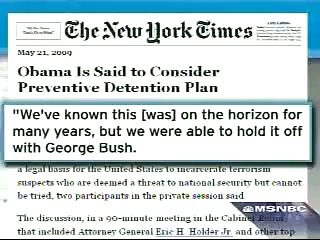 The New York Times
May 21, 2009
Obama Is Said to Consider
Preventive Detention Plan
"We've known this [was] on the horizon for
many years, but we were able to hold it off
with George Bush.
a legal basis for the United States to incarcerate terrorism
suspects who are deemed a threat to national security but cannot
be tried, two participants in the private session said
The discussion, in a 90-minute meeting in the Cabinet Room
that included Attorney General Eric H. Holder Jr. and other top
MSNBC